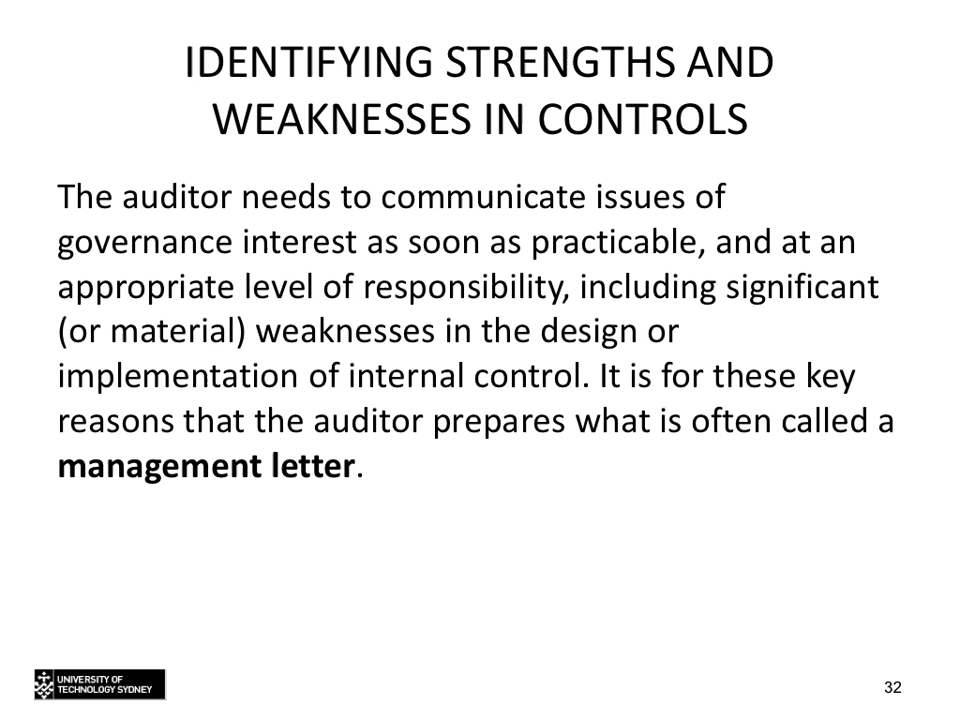 IDENTIFYING STRENGTHS AND
WEAKNESSES IN CONTROLS
The auditor needs to communicate issues of
governance interest as soon as practicable, and at an
appropriate level of responsibility, including significant
(or material) weaknesses in the design or
implementation of internal control. It is for these key
reasons that the auditor prepares what is often called a
management letter.
UNIVERSITY OF
TECHNOLOGY SYDNEY
32